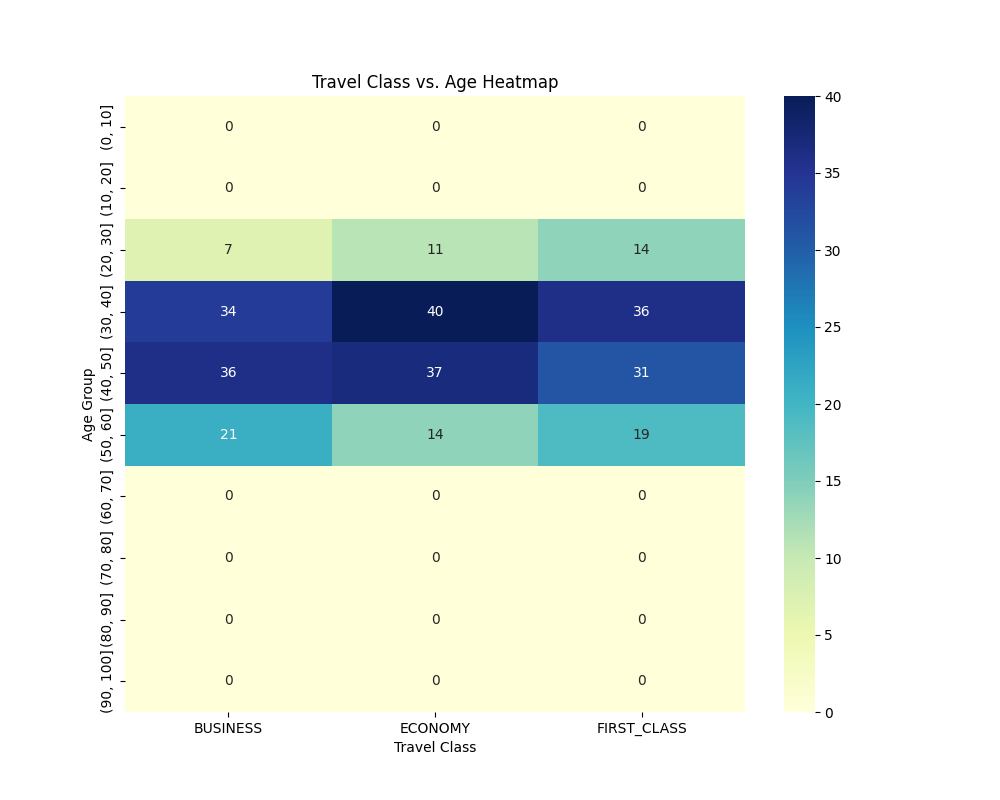 Travel Class vs. Age Heatmap
Age Group
(0, 10] 0 0 0
(10, 20] 0 0 0
(20, 30] 7 11 14
(30, 40] 34 40 36
(40, 50] 36 37 31
(50, 60] 21 14 19
(60, 70] 0 0 0
(70, 80] 0 0 0
(80, 90] 0 0 0
(90, 100] 0 0 0
BUSINESS ECONOMY FIRST_CLASS
Travel Class
40
35
30
25
20
15
10
5
0